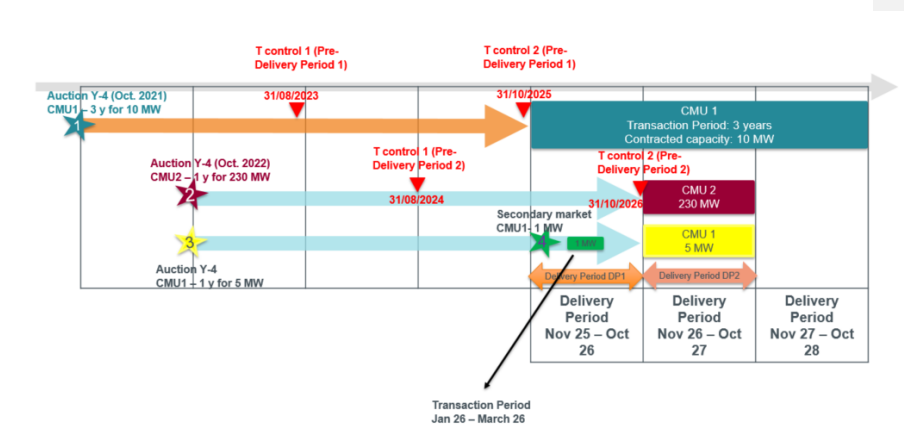 T control 1 (Pre-
Delivery Period 1)
T control 2 (Pre-
Delivery Period 1)
Auction Y-4 (Oct. 2021)
CMU1 – 3 y for 10 MW
31/08/2023
31/10/2025
1
CMU 1
Transaction Period: 3 years
Contracted capacity: 10 MW
T control 1 (Pre-
Delivery Period 2)
T control 2 (Pre-
Delivery Period 2)
Auction Y-4 (Oct. 2022)
CMU2 – 1 y for 230 MW
2
31/08/2024
31/10/2026
CMU 2
230 MW
Secondary market
CMU1- 1 MW
3
4
1 MW
CMU 1
5 MW
Auction Y-4
CMU1 – 1 y for 5 MW
Delivery Period DP1
Delivery Period DP2
Delivery
Period
Nov 25 – Oct
26
Delivery
Period
Nov 26 – Oct
27
Delivery
Period
Nov 27 – Oct
28
Transaction Period
Jan 26 – March 26